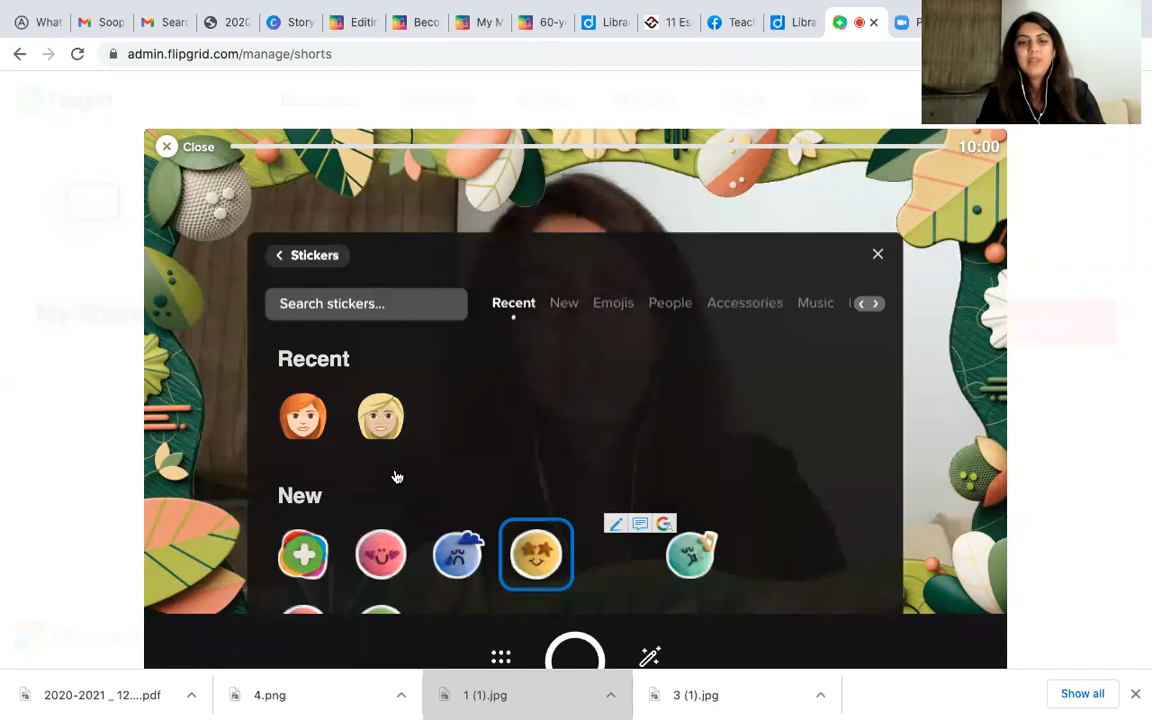 What
Soop
Sear
2020
Story
Editin
Beco
My M
60-y
Libra
11 Es
Teac
Libra
P
admin.flipgrid.com/manage/shorts
Flipgrid
Close
10:00
Stickers
Search stickers...
Recent New Emojis People Accessories Music
Recent
New
2020-2021 _ 12....pdf
4.png
1 (1).jpg
3 (1).jpg
Show all